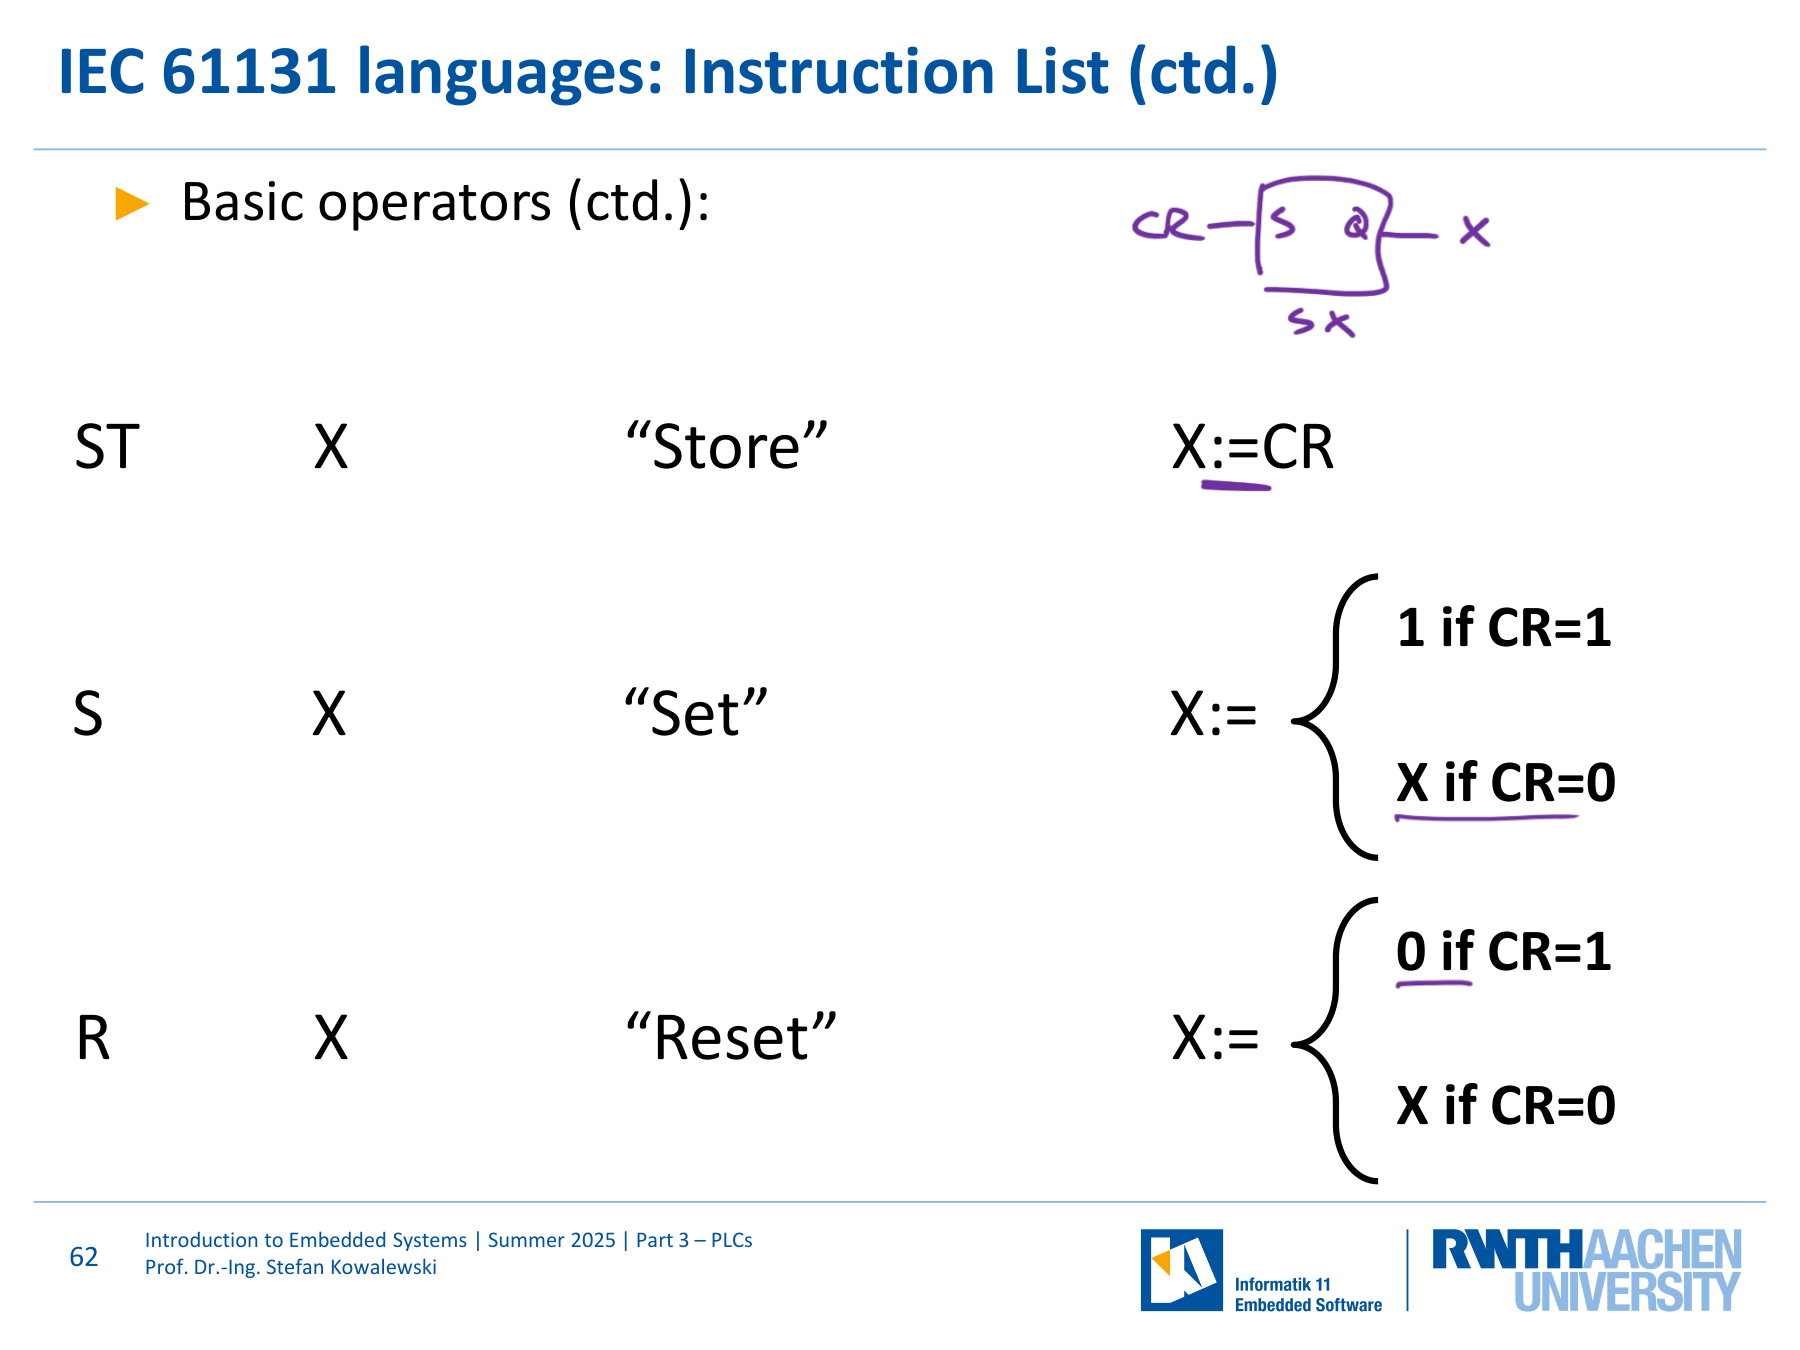 IEC 61131 languages: Instruction List (ctd.)
► Basic operators (ctd.):
CR S Q X
SX
ST X “Store” X:=CR
1 if CR=1
S X “Set” X:=
X if CR=0
0 if CR=1
R X “Reset” X:=
X if CR=0
62
Introduction to Embedded Systems | Summer 2025 | Part 3 – PLCs
Prof. Dr.-Ing. Stefan Kowalewski
Informatik 11
Embedded Software
RWTHAACHEN
UNIVERSITY